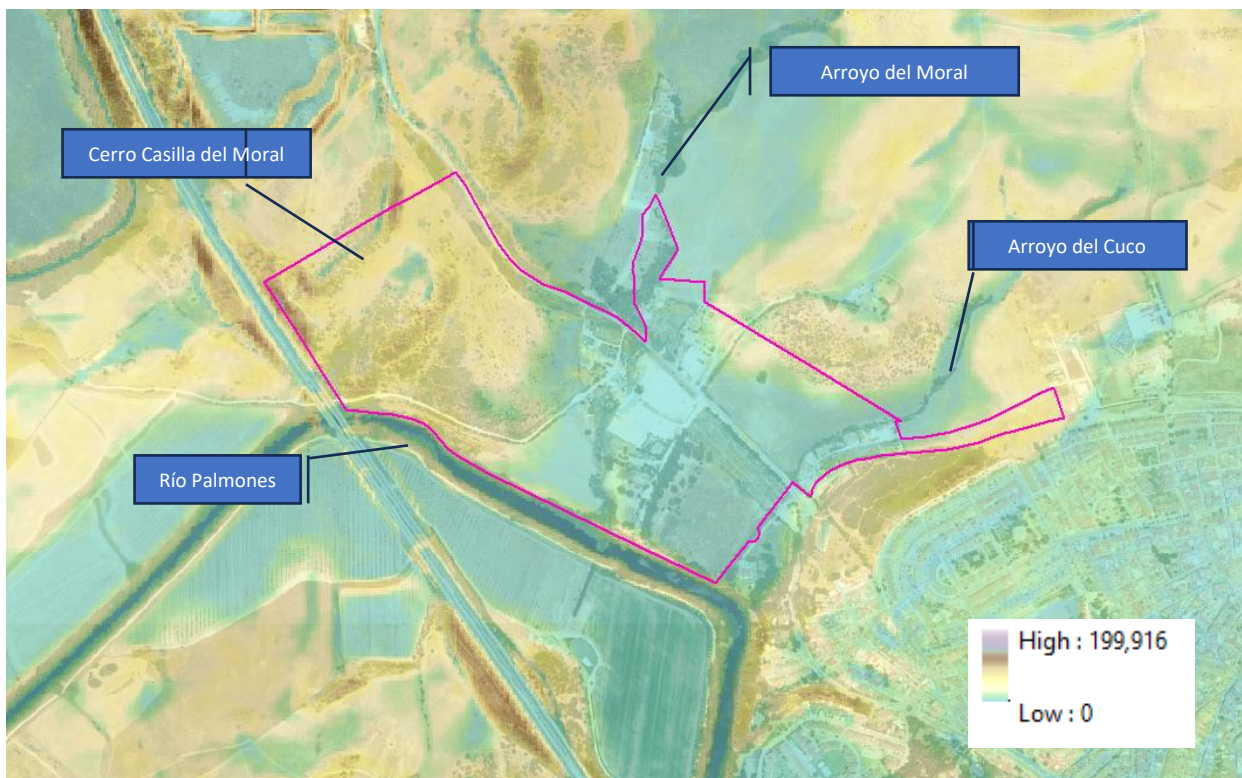 Arroyo del Moral
Cerro Casilla del Moral
Arroyo del Cuco
Río Palmones
High : 199,916
Low : 0